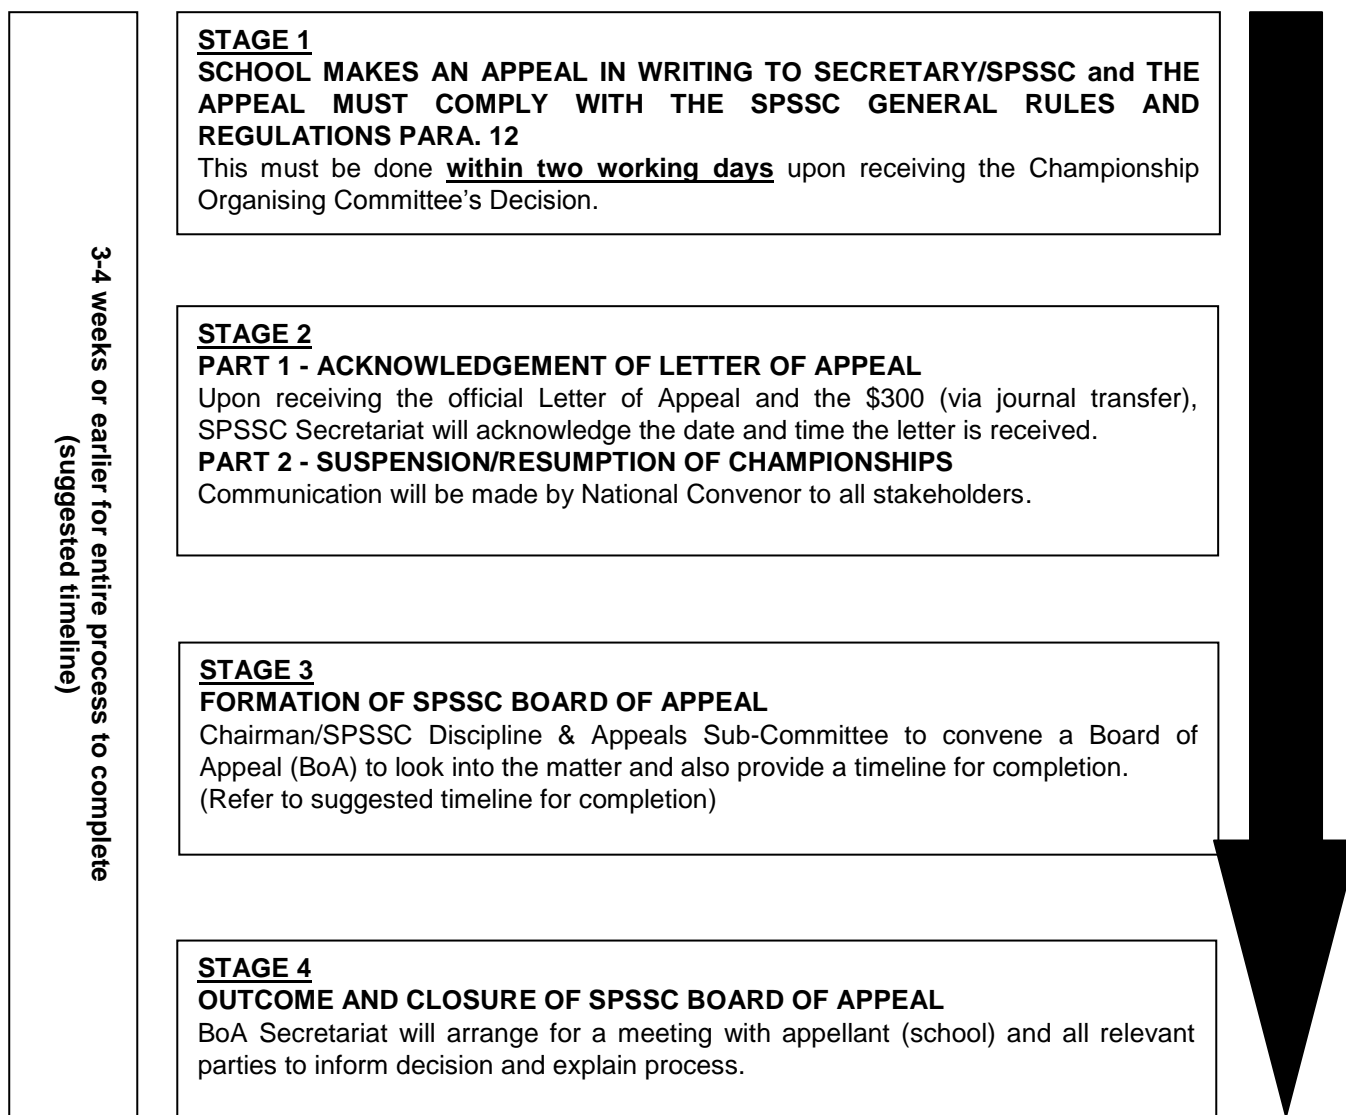 3-4 weeks or earlier for entire process to complete
(suggested timeline)
STAGE 1
SCHOOL MAKES AN APPEAL IN WRITING TO SECRETARY/SPSSC and THE
APPEAL MUST COMPLY WITH THE SPSSC GENERAL RULES AND
REGULATIONS PARA. 12
This must be done within two working days upon receiving the Championship
Organising Committee’s Decision.
STAGE 2
PART 1 - ACKNOWLEDGEMENT OF LETTER OF APPEAL
Upon receiving the official Letter of Appeal and the $300 (via journal transfer),
SPSSC Secretariat will acknowledge the date and time the letter is received.
PART 2 - SUSPENSION/RESUMPTION OF CHAMPIONSHIPS
Communication will be made by National Convenor to all stakeholders.
STAGE 3
FORMATION OF SPSSC BOARD OF APPEAL
Chairman/SPSSC Discipline & Appeals Sub-Committee to convene a Board of
Appeal (BoA) to look into the matter and also provide a timeline for completion.
(Refer to suggested timeline for completion)
STAGE 4
OUTCOME AND CLOSURE OF SPSSC BOARD OF APPEAL
BoA Secretariat will arrange for a meeting with appellant (school) and all relevant
parties to inform decision and explain process.